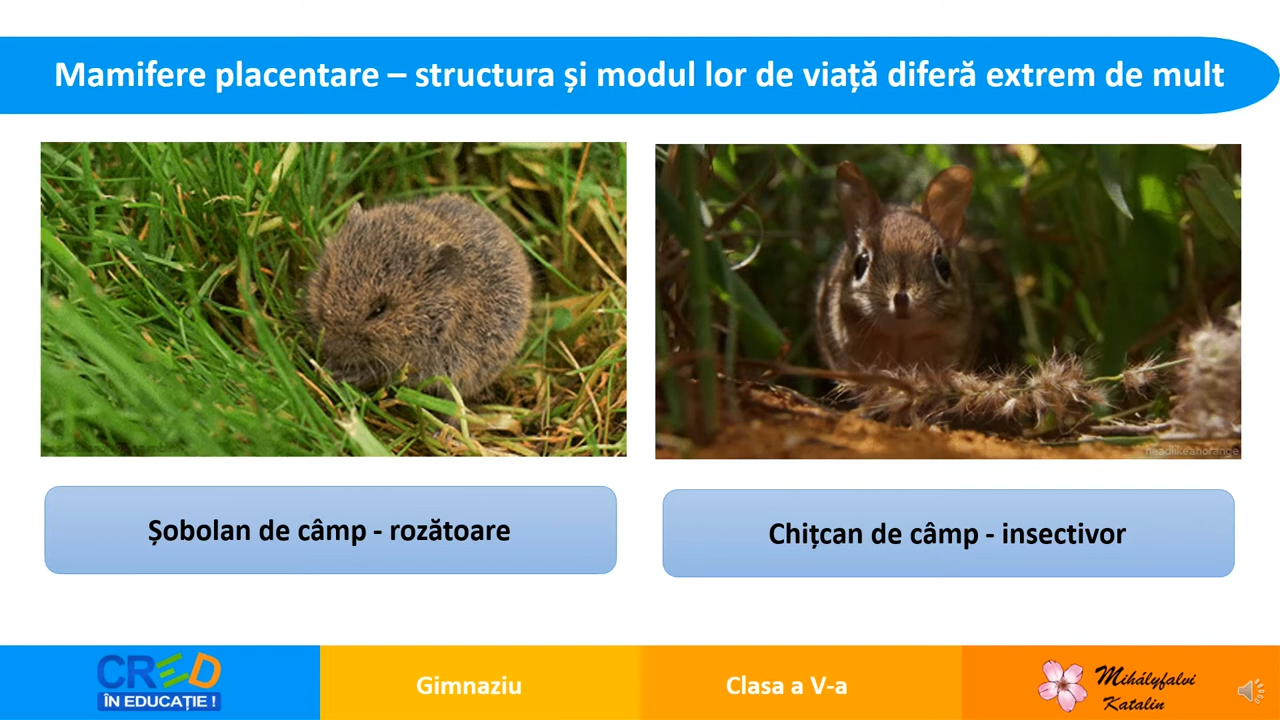 Mamifere placentare – structura și modul lor de viață diferă extrem de mult
headlikeanorange
Șobolan de câmp - rozătoare
Chițcan de câmp - insectivor
CRED
ÎN EDUCAȚIE !
Gimnaziu
Clasa a V-a
Mihályfalvi
Katalin